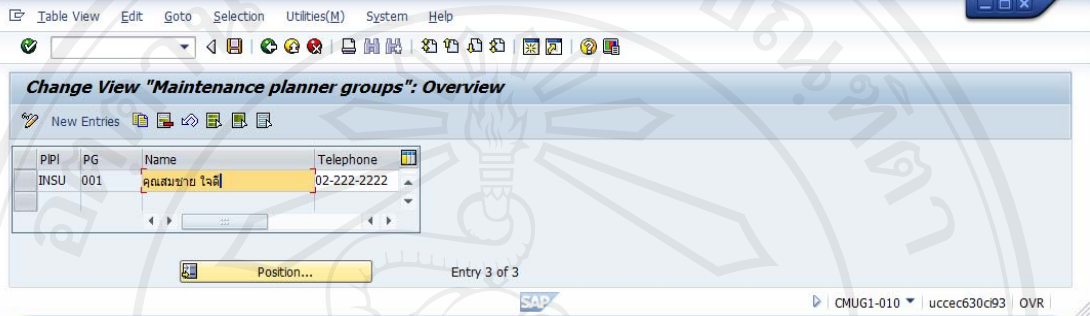 Table View Edit Goto Selection Utilities(M) System Help
Change View "Maintenance planner groups": Overview
New Entries
PlPl PG Name Telephone
INSU 001 คุณสมชาย ใจดี 02-222-2222
Position... Entry 3 of 3
SAP CMUG1-010 uccec630ci93 OVR